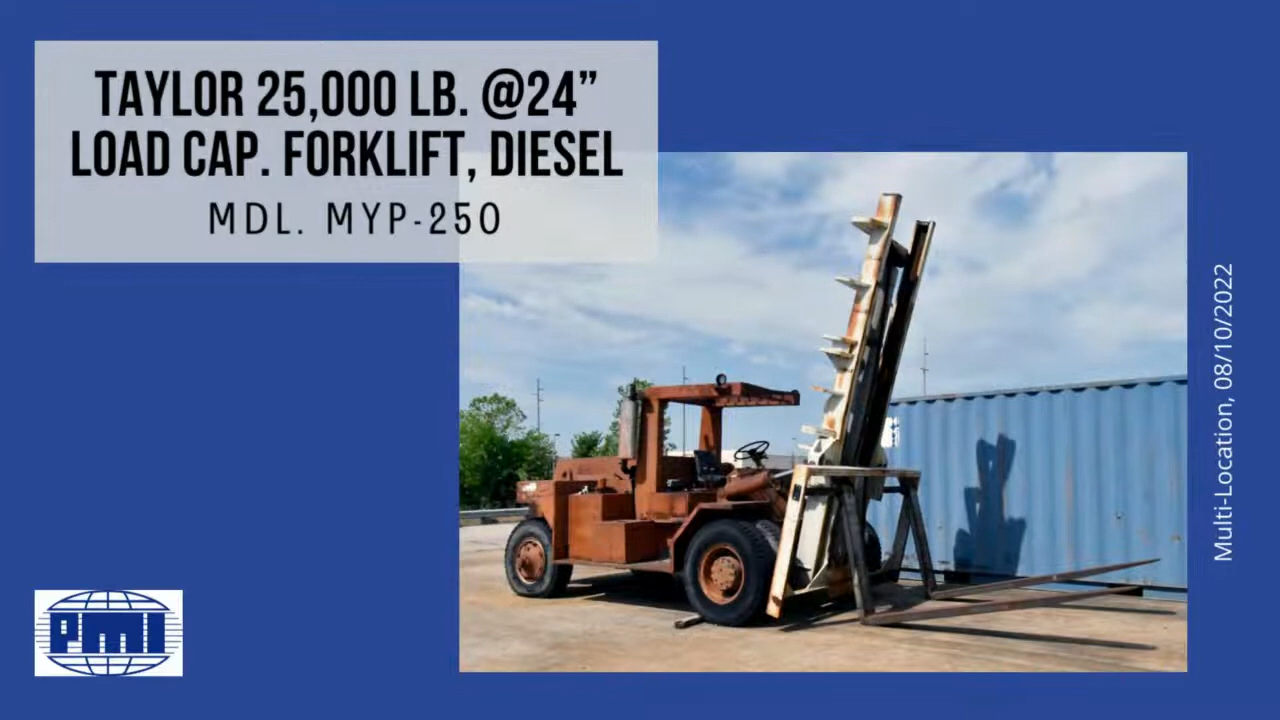 TAYLOR 25,000 LB. @24”
LOAD CAP. FORKLIFT, DIESEL
MDL. MYP-250
Multi-Location, 08/10/2022
PMI